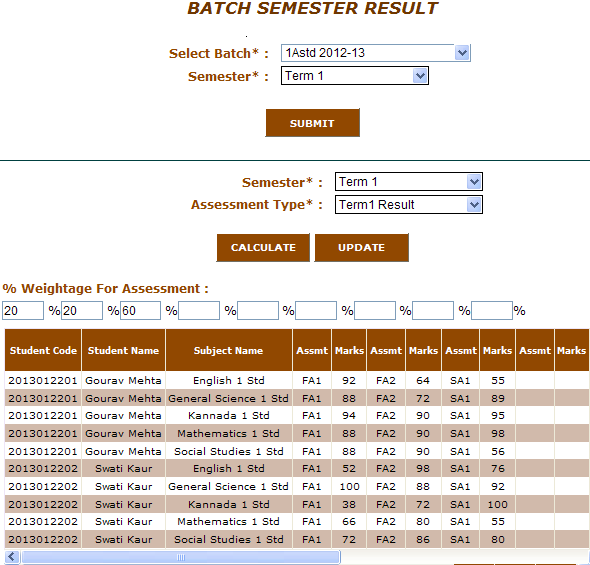 BATCH SEMESTER RESULT
Select Batch* : 1Astd 2012-13
Semester* : Term 1
SUBMIT
Semester* : Term 1
Assessment Type* : Term1 Result
CALCULATE UPDATE
% Weightage For Assessment :
20 % 20 % 60 % % % % % % %
Student Code Student Name Subject Name Assmt Marks Assmt Marks Assmt Marks Assmt Marks
2013012201 Gourav Mehta English 1 Std FA1 92 FA2 64 SA1 55
2013012201 Gourav Mehta General Science 1 Std FA1 88 FA2 72 SA1 89
2013012201 Gourav Mehta Kannada 1 Std FA1 94 FA2 90 SA1 95
2013012201 Gourav Mehta Mathematics 1 Std FA1 88 FA2 90 SA1 98
2013012201 Gourav Mehta Social Studies 1 Std FA1 88 FA2 90 SA1 56
2013012202 Swati Kaur English 1 Std FA1 52 FA2 98 SA1 76
2013012202 Swati Kaur General Science 1 Std FA1 100 FA2 88 SA1 92
2013012202 Swati Kaur Kannada 1 Std FA1 38 FA2 72 SA1 100
2013012202 Swati Kaur Mathematics 1 Std FA1 66 FA2 80 SA1 55
2013012202 Swati Kaur Social Studies 1 Std FA1 72 FA2 86 SA1 80